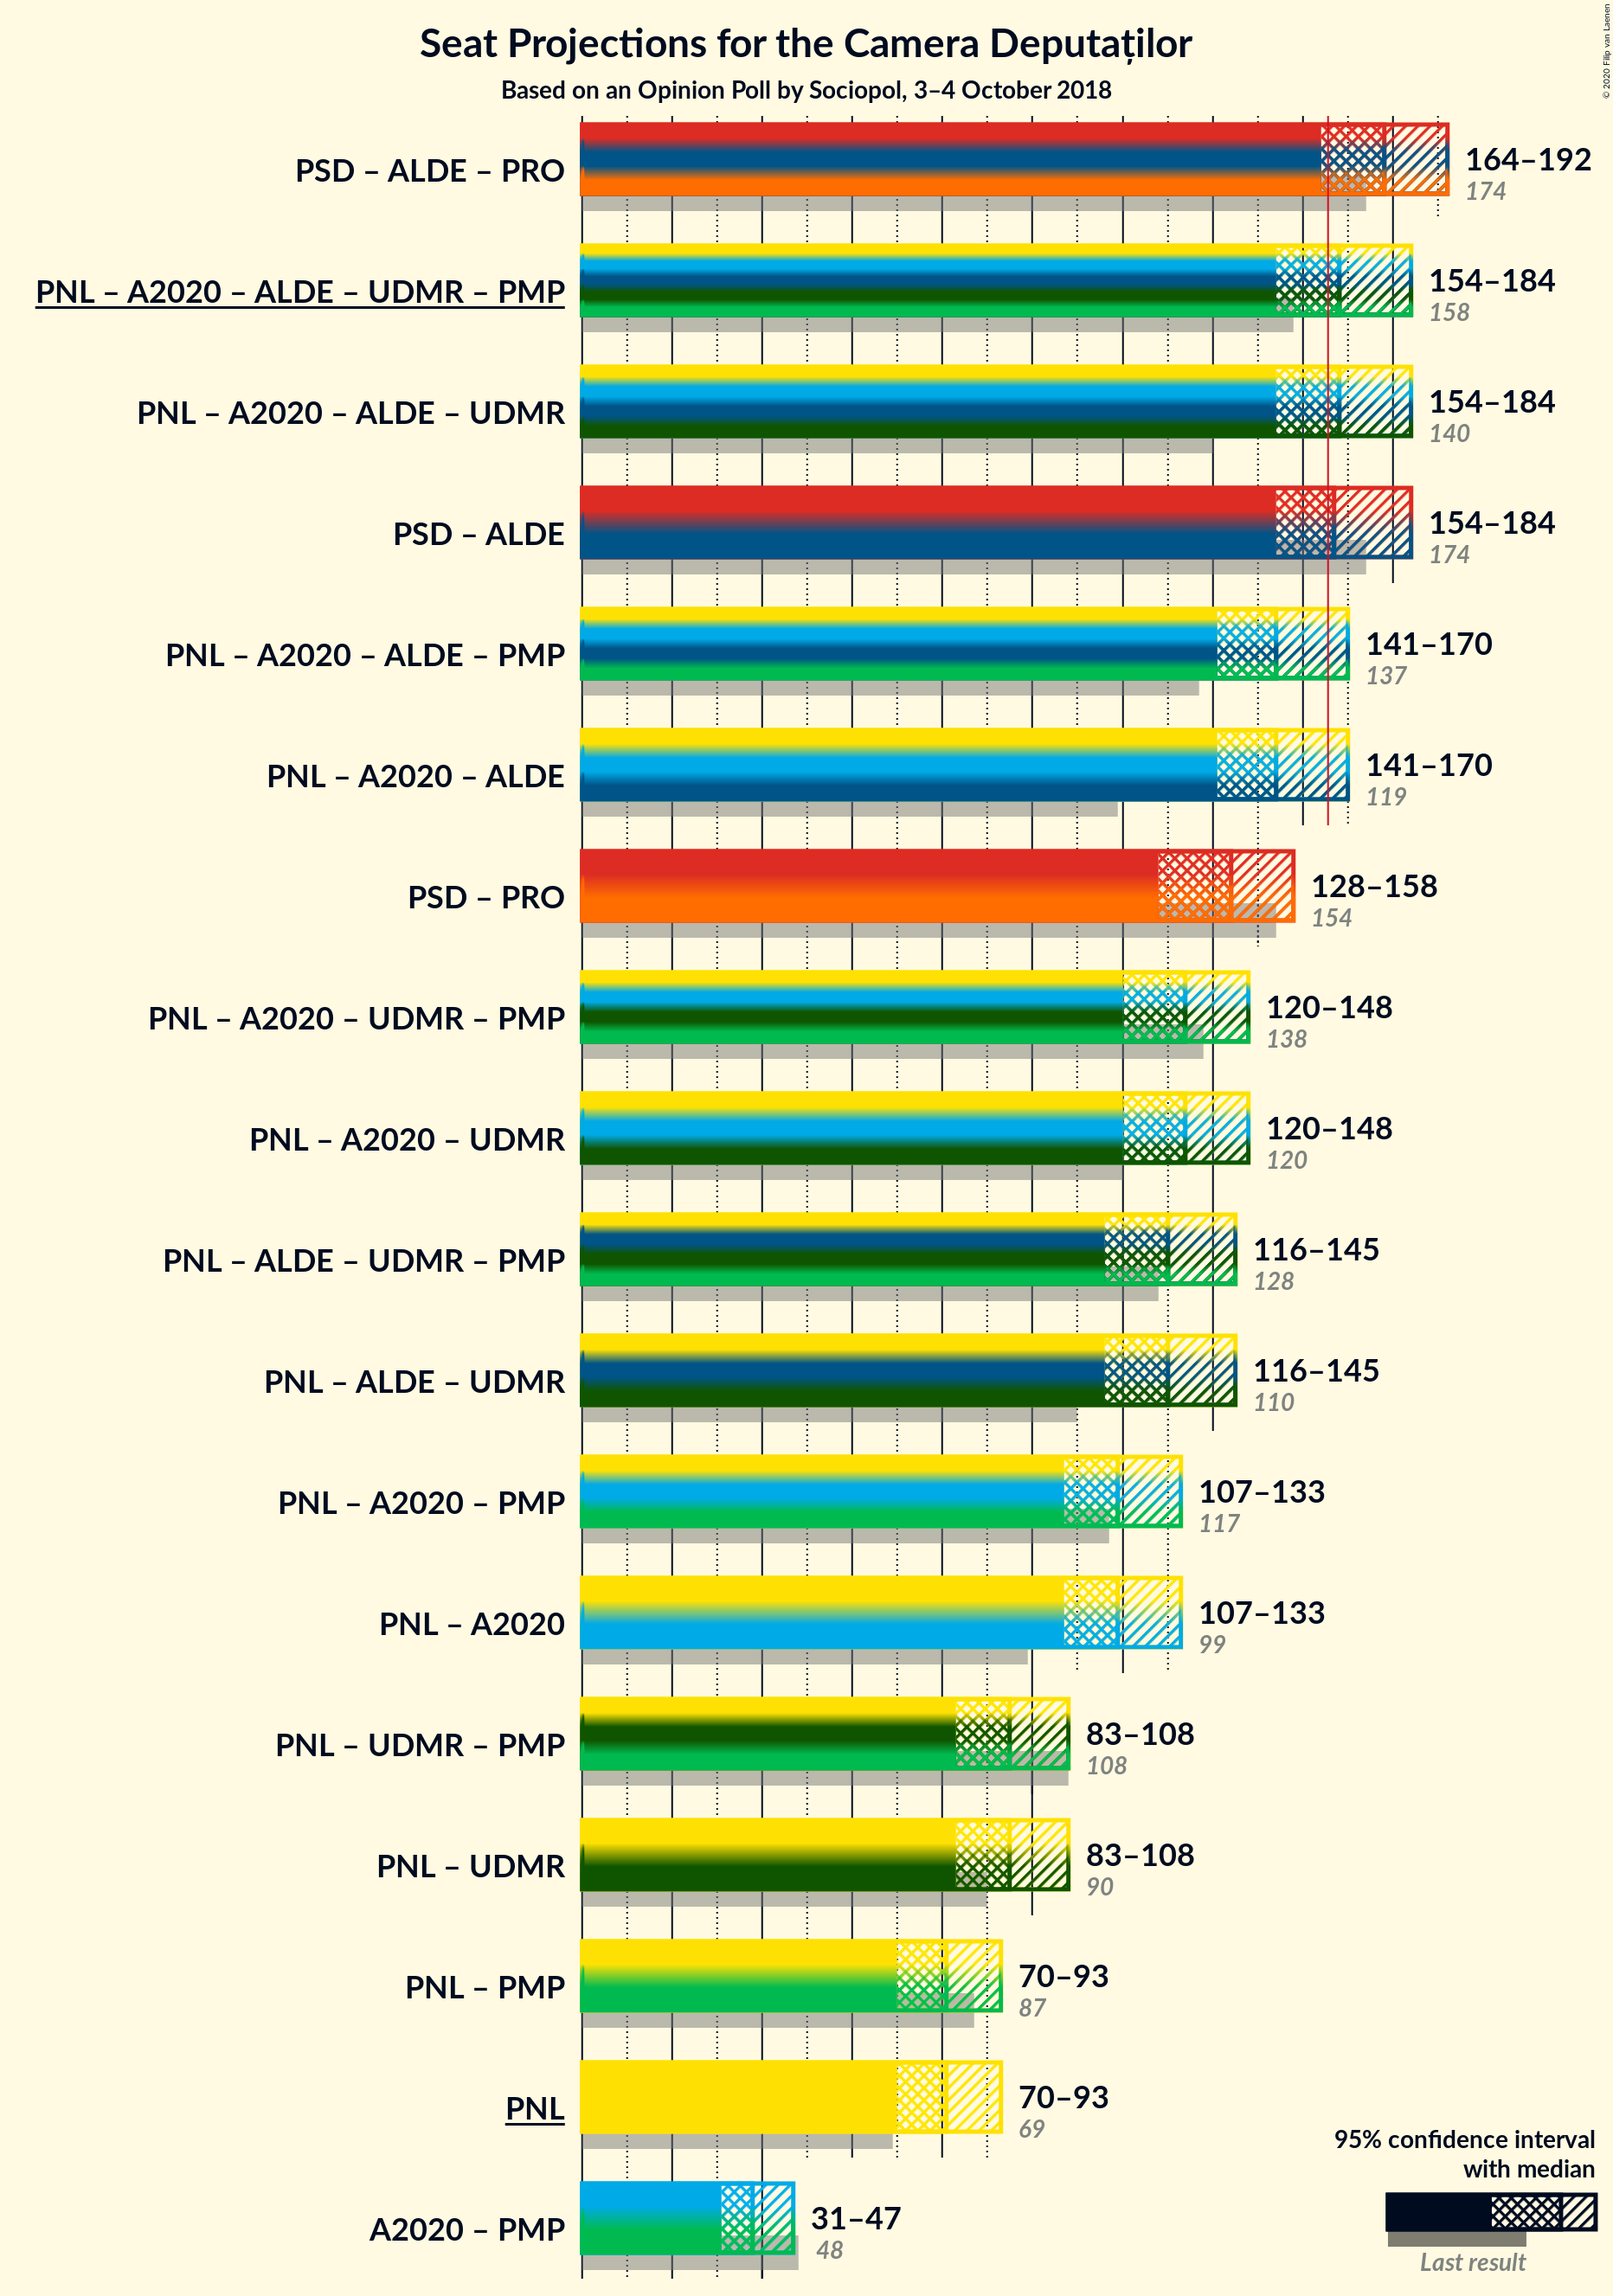 Seat Projections for the Camera Deputaților
Based on an Opinion Poll by Sociopol, 3–4 October 2018
© 2020 Filip van Laenen
PSD – ALDE – PRO
164–192
174
PNL – A2020 – ALDE – UDMR – PMP
154–184
158
PNL – A2020 – ALDE – UDMR
154–184
140
PSD – ALDE
154–184
174
PNL – A2020 – ALDE – PMP
141–170
137
PNL – A2020 – ALDE
141–170
119
PSD – PRO
128–158
154
PNL – A2020 – UDMR – PMP
120–148
138
PNL – A2020 – UDMR
120–148
120
PNL – ALDE – UDMR – PMP
116–145
128
PNL – ALDE – UDMR
116–145
110
PNL – A2020 – PMP
107–133
117
PNL – A2020
107–133
99
PNL – UDMR – PMP
83–108
108
PNL – UDMR
83–108
90
PNL – PMP
70–93
87
PNL
70–93
69
A2020 – PMP
31–47
48
95% confidence interval
with median
Last result